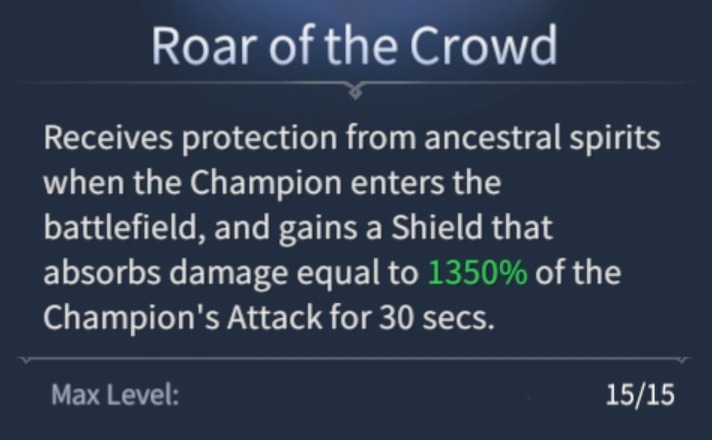 Roar of the Crowd
Receives protection from ancestral spirits
when the Champion enters the
battlefield, and gains a Shield that
absorbs damage equal to 1350% of the
Champion's Attack for 30 secs.
Max Level: 15/15